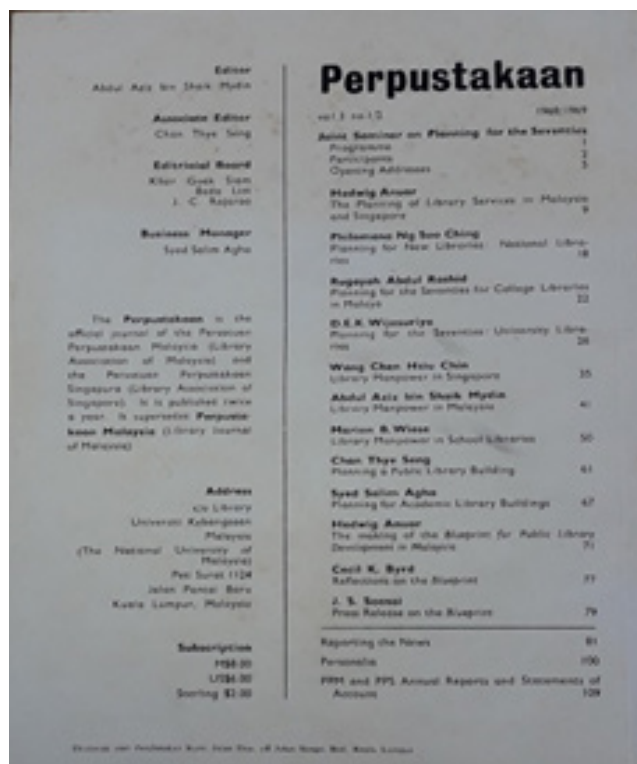 Editor
Abdul Aziz bin Shaik Mydin
Associate Editor
Chan Thye Seng
Editorial Board
Khor Guek Siam
Beda Lim
J. C. Rajarao
Business Manager
Syed Salim Agha
The Perpustakaan is the
official journal of the Persatuan
Perpustakaan Malaysia (Library
Association of Malaysia) and
the Persatuan Perpustakaan
Singapura (Library Association of
Singapore). It is published twice
a year. It supersedes Perpusta-
kaan Malaysia (Library Journal
of Malaysia)
Address
c/o Library
Universiti Kebangsaan
Malaysia
(The National University of
Malaysia)
Peti Surat 1124
Jalan Pantai Baru
Kuala Lumpur, Malaysia
Subscription
M$8.00
US$6.00
Sterling
Perpustakaan
vol.3 no.1/2 1968/1969
Joint Seminar on Planning for the Seventies
Programme 1
Participants 2
Opening Addresses 5
Hedwig Anuar
The Planning of Library Services in Malaysia
and Singapore 9
Philomena Ng Soo Ching
Planning for New Libraries: National Libra-
ries 18
Rugayah Abdul Rashid
Planning for the Seventies for College Libraries
in Malaya 22
D.E.K. Wijasuriya
Planning for the Seventies: University Libra-
ries 26
Wang Chen Hsiu Chin
Library Manpower in Singapore 35
Abdul Aziz bin Shaik Mydin
Library Manpower in Malaysia 41
Marion B. Wiese
Library Manpower in School Libraries 50
Chan Thye Seng
Planning a Public Library Building 61
Syed Salim Agha
Planning for Academic Library Buildings 67
Hedwig Anuar
The making of the Blueprint for Public Library
Development in Malaysia 71
Cecil K. Byrd
Reflections on the Blueprint 77
J. S. Soosai
Press Release on the Blueprint 79
Reporting the News 81
Personalia 100
PPM and PPS Annual Reports and Statements of
Account 109